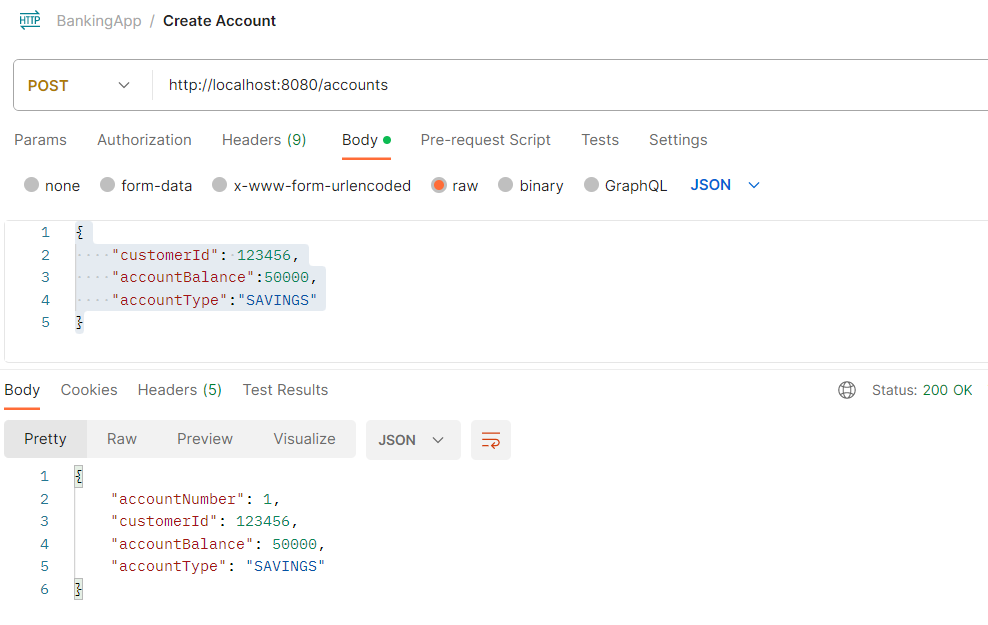 HTTP BankingApp / Create Account
POST http://localhost:8080/accounts
Params Authorization Headers (9) Body Pre-request Script Tests Settings
none form-data x-www-form-urlencoded raw binary GraphQL JSON
1 {
2 "customerId": 123456,
3 "accountBalance":50000,
4 "accountType":"SAVINGS"
5 }
Body Cookies Headers (5) Test Results Status: 200 OK
Pretty Raw Preview Visualize JSON
1 {
2 "accountNumber": 1,
3 "customerId": 123456,
4 "accountBalance": 50000,
5 "accountType": "SAVINGS"
6 }